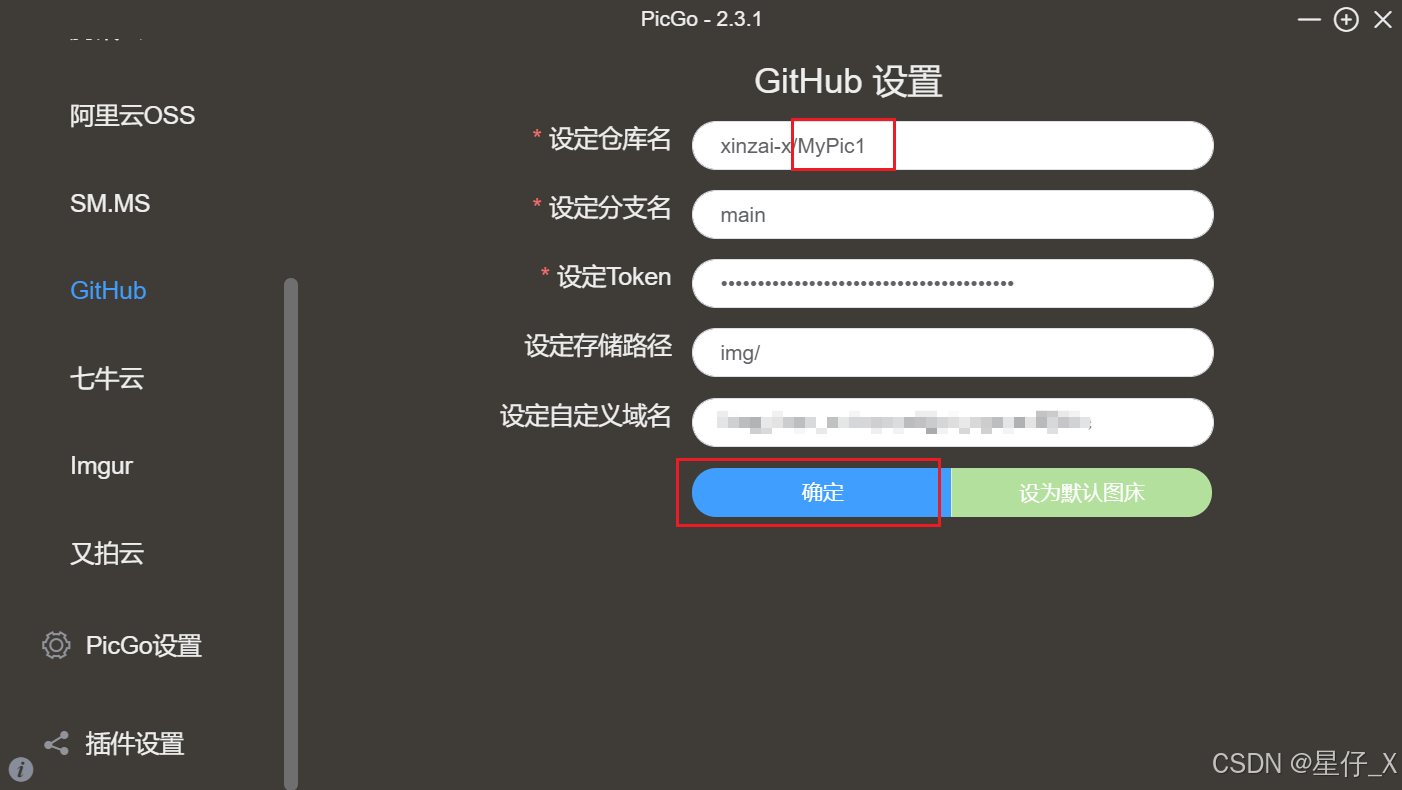 PicGo - 2.3.1
阿里云OSS
SM.MS
GitHub
七牛云
Imgur
又拍云
PicGo设置
插件设置
GitHub 设置
* 设定仓库名
xinzai-x/MyPic1
* 设定分支名
main
* 设定Token
设定存储路径
img/
设定自定义域名
确定
设为默认图床
CSDN @星仔_X